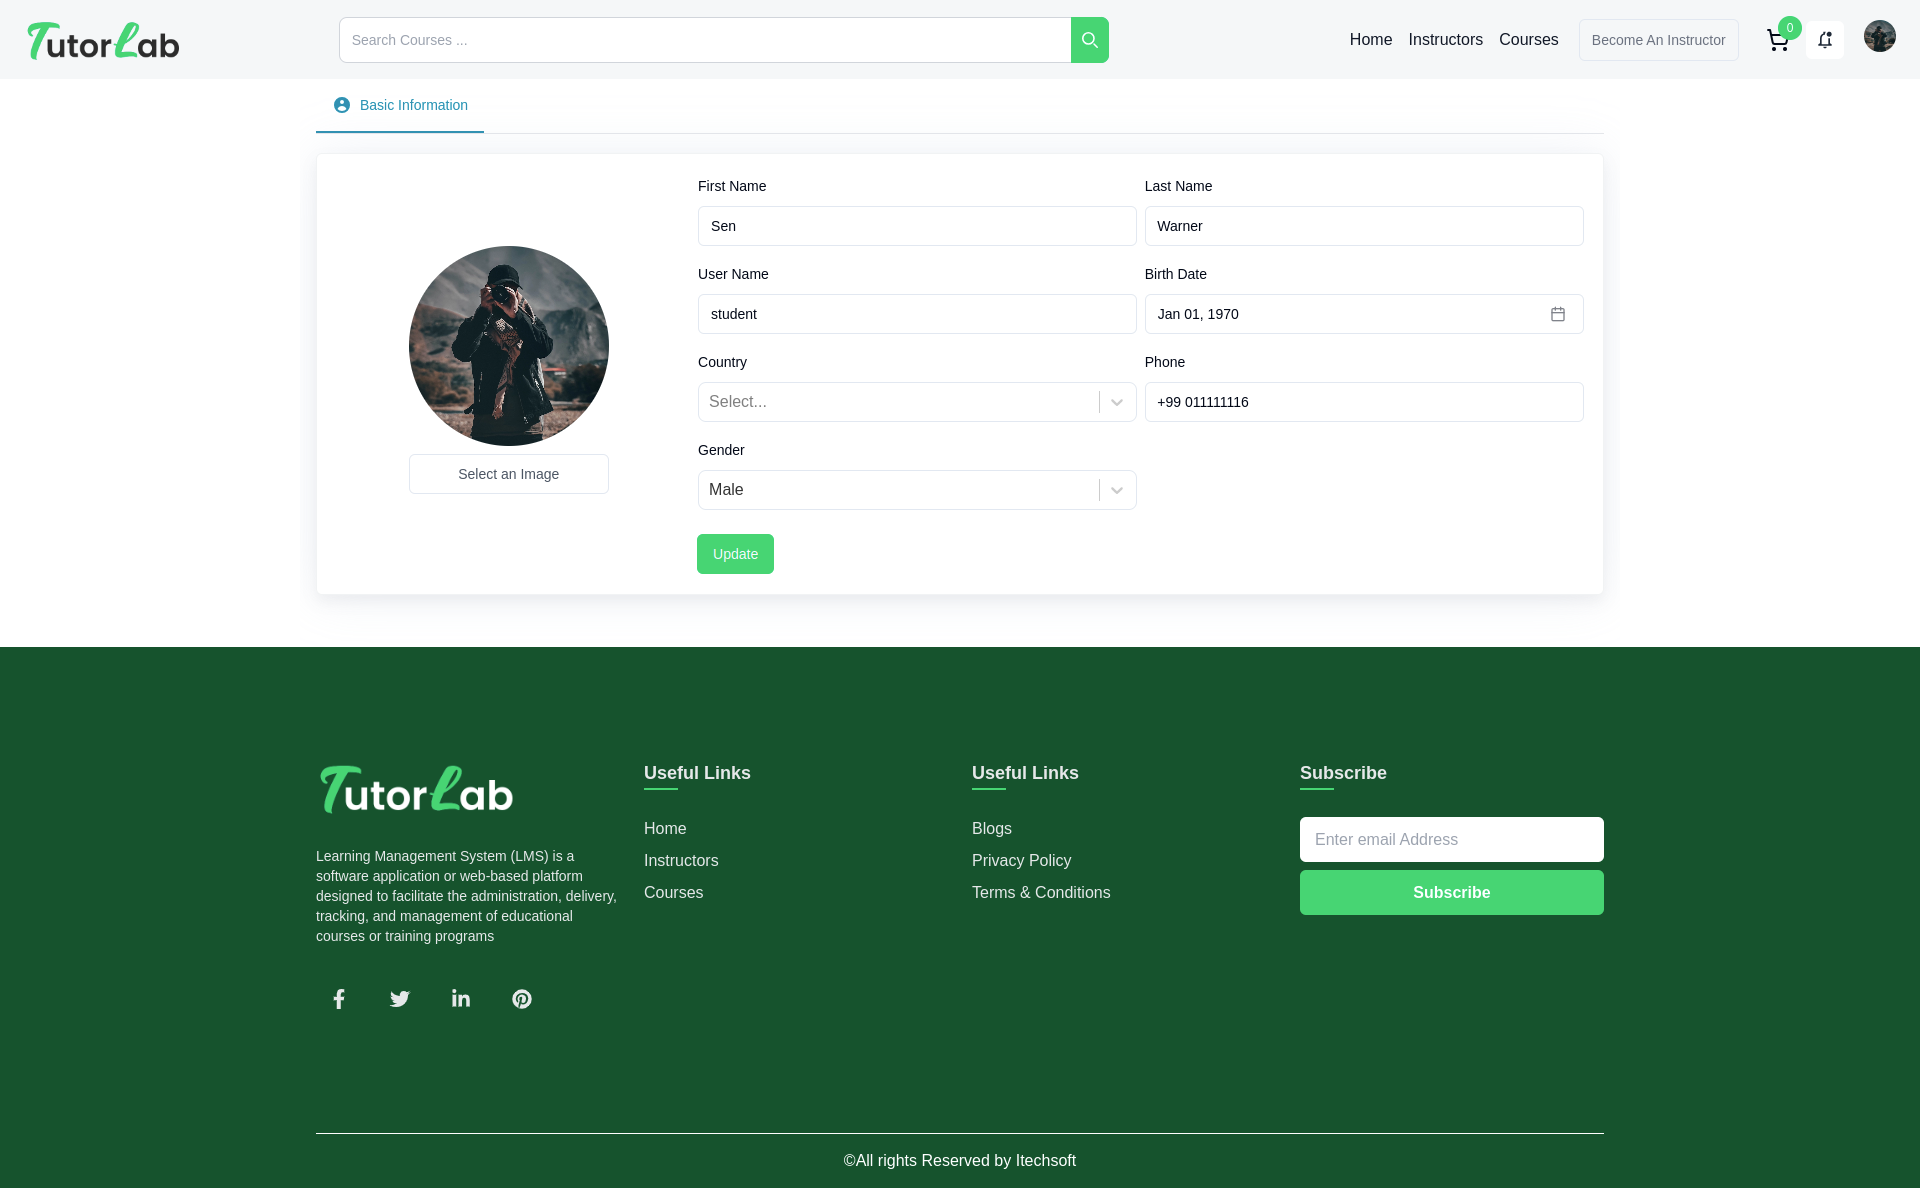 TutorLab
Search Courses ...
Home
Instructors
Courses
Become An Instructor
0
Basic Information
First Name
Last Name
Sen
Warner
User Name
Birth Date
student
Jan 01, 1970
Country
Phone
Select...
+99 011111116
Select an Image
Gender
Male
Update
TutorLab
Learning Management System (LMS) is a
software application or web-based platform
designed to facilitate the administration, delivery,
tracking, and management of educational
courses or training programs
Useful Links
Home
Instructors
Courses
Useful Links
Blogs
Privacy Policy
Terms & Conditions
Subscribe
Enter email Address
Subscribe
©All rights Reserved by Itechsoft